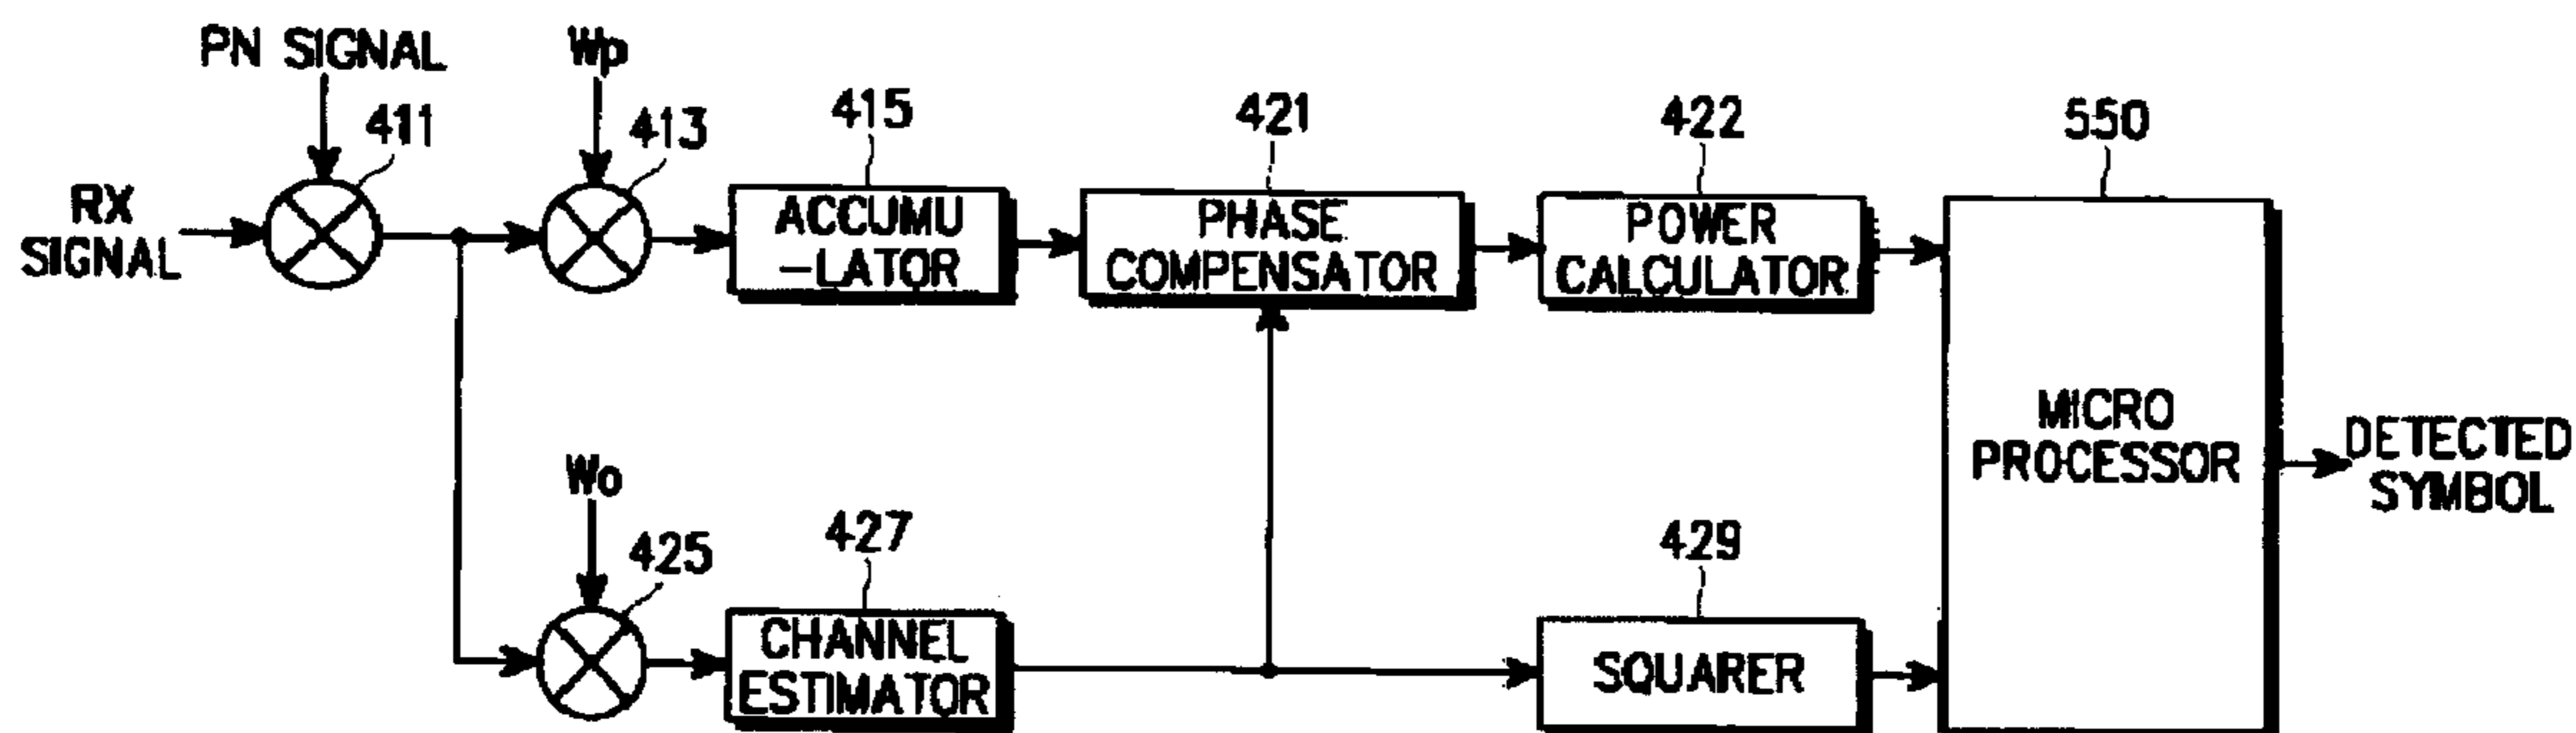 PN SIGNAL
Wp
411
413
415
421
422
550
RX
SIGNAL
ACCUMU
-LATOR
PHASE
COMPENSATOR
POWER
CALCULATOR
MICRO
PROCESSOR
DETECTED
SYMBOL
Wo
425
427
429
CHANNEL
ESTIMATOR
SQUARER